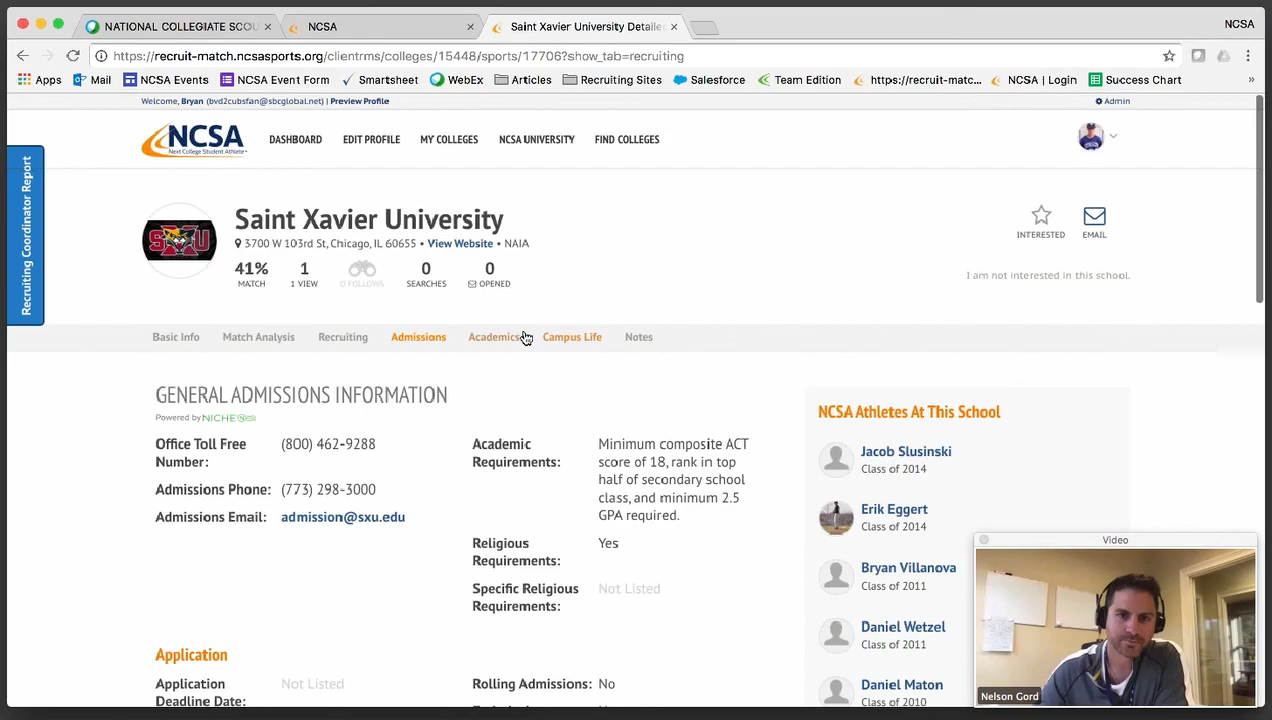 NATIONAL COLLEGIATE SCOU
NCSA
Saint Xavier University Detailed
NCSA
https://recruit-match.ncsasports.org/clientrms/colleges/15448/sports/17706?show_tab=recruiting
Apps Mail NCSA Events NCSA Event Form Smartsheet WebEx Articles Recruiting Sites Salesforce Team Edition https://recruit-matc... NCSA | Login Success Chart
Welcome, Bryan (bvd2cubsfan@sbcglobal.net) | Preview Profile
Admin
NCSA
Next College Student Athlete
DASHBOARD EDIT PROFILE MY COLLEGES NCSA UNIVERSITY FIND COLLEGES
Recruiting Coordinator Report
SXU
Saint Xavier University
3700 W 103rd St, Chicago, IL 60655 • View Website • NAIA
41% 1 0 0
MATCH 1 VIEW 0 FOLLOWS SEARCHES OPENED
INTERESTED EMAIL
I am not interested in this school.
Basic Info Match Analysis Recruiting Admissions Academics Campus Life Notes
GENERAL ADMISSIONS INFORMATION
Powered by NICHE
Office Toll Free
Number:
(800) 462-9288
Admissions Phone: (773) 298-3000
Admissions Email: admission@sxu.edu
Academic
Requirements:
Minimum composite ACT
score of 18, rank in top
half of secondary school
class, and minimum 2.5
GPA required.
Religious
Requirements:
Yes
Specific Religious
Requirements:
Not Listed
Application
Application
Deadline Date:
Not Listed
Rolling Admissions: No
NCSA Athletes At This School
Jacob Slusinski
Class of 2014
Erik Eggert
Class of 2014
Bryan Villanova
Class of 2011
Daniel Wetzel
Class of 2011
Daniel Maton
Class of 2010
Video
Nelson Gord